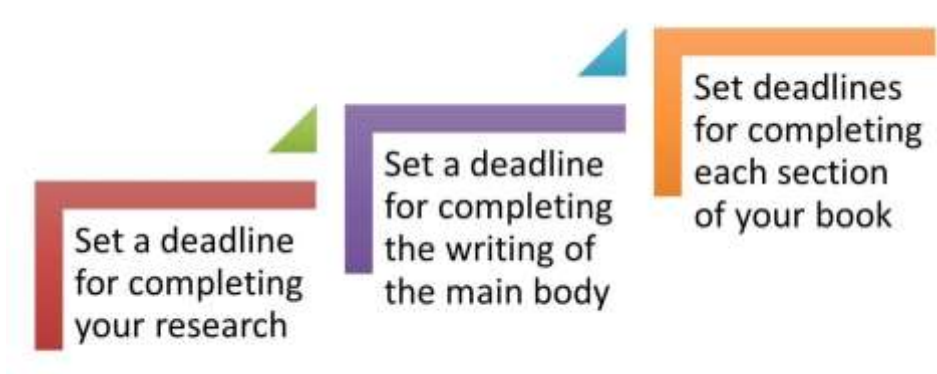 Set a deadline
for completing
your research
Set a deadline
for completing
the writing of
the main body
Set deadlines
for completing
each section
of your book